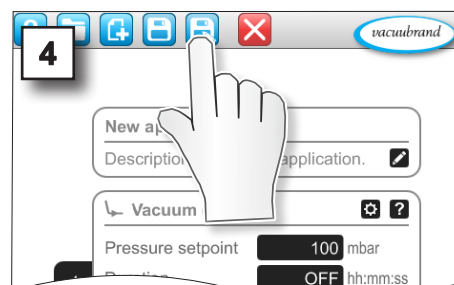 4
vacuubrand
New ap
Description application.
Vacuum
? 
Pressure setpoint 100 mbar
OFF hh:mm:ss